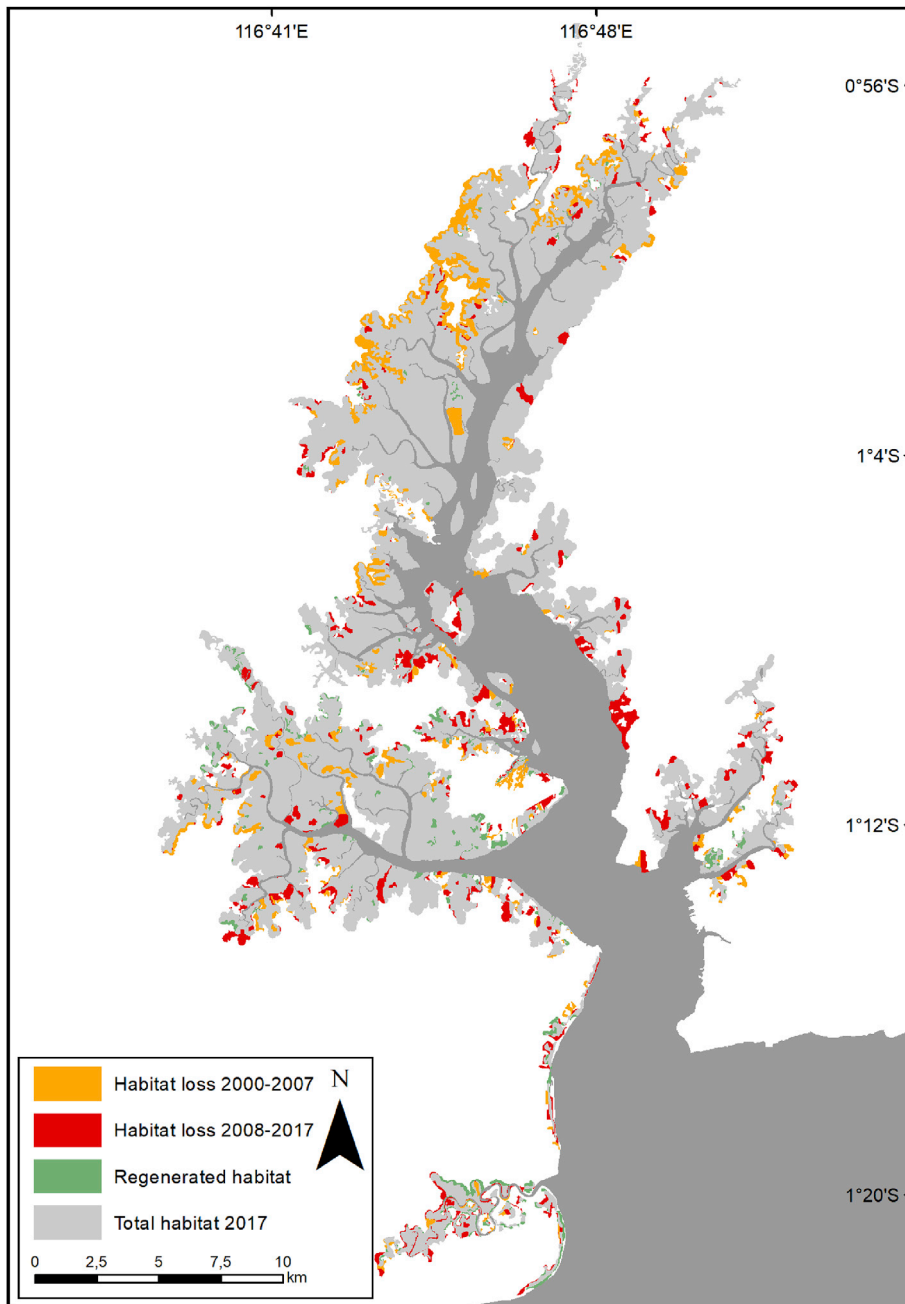 116°41'E
116°48'E
0°56'S
1°4'S
1°12'S
1°20'S
Habitat loss 2000-2007
N
Habitat loss 2008-2017
Regenerated habitat
Total habitat 2017
0 2,5 5 7,5 10
km